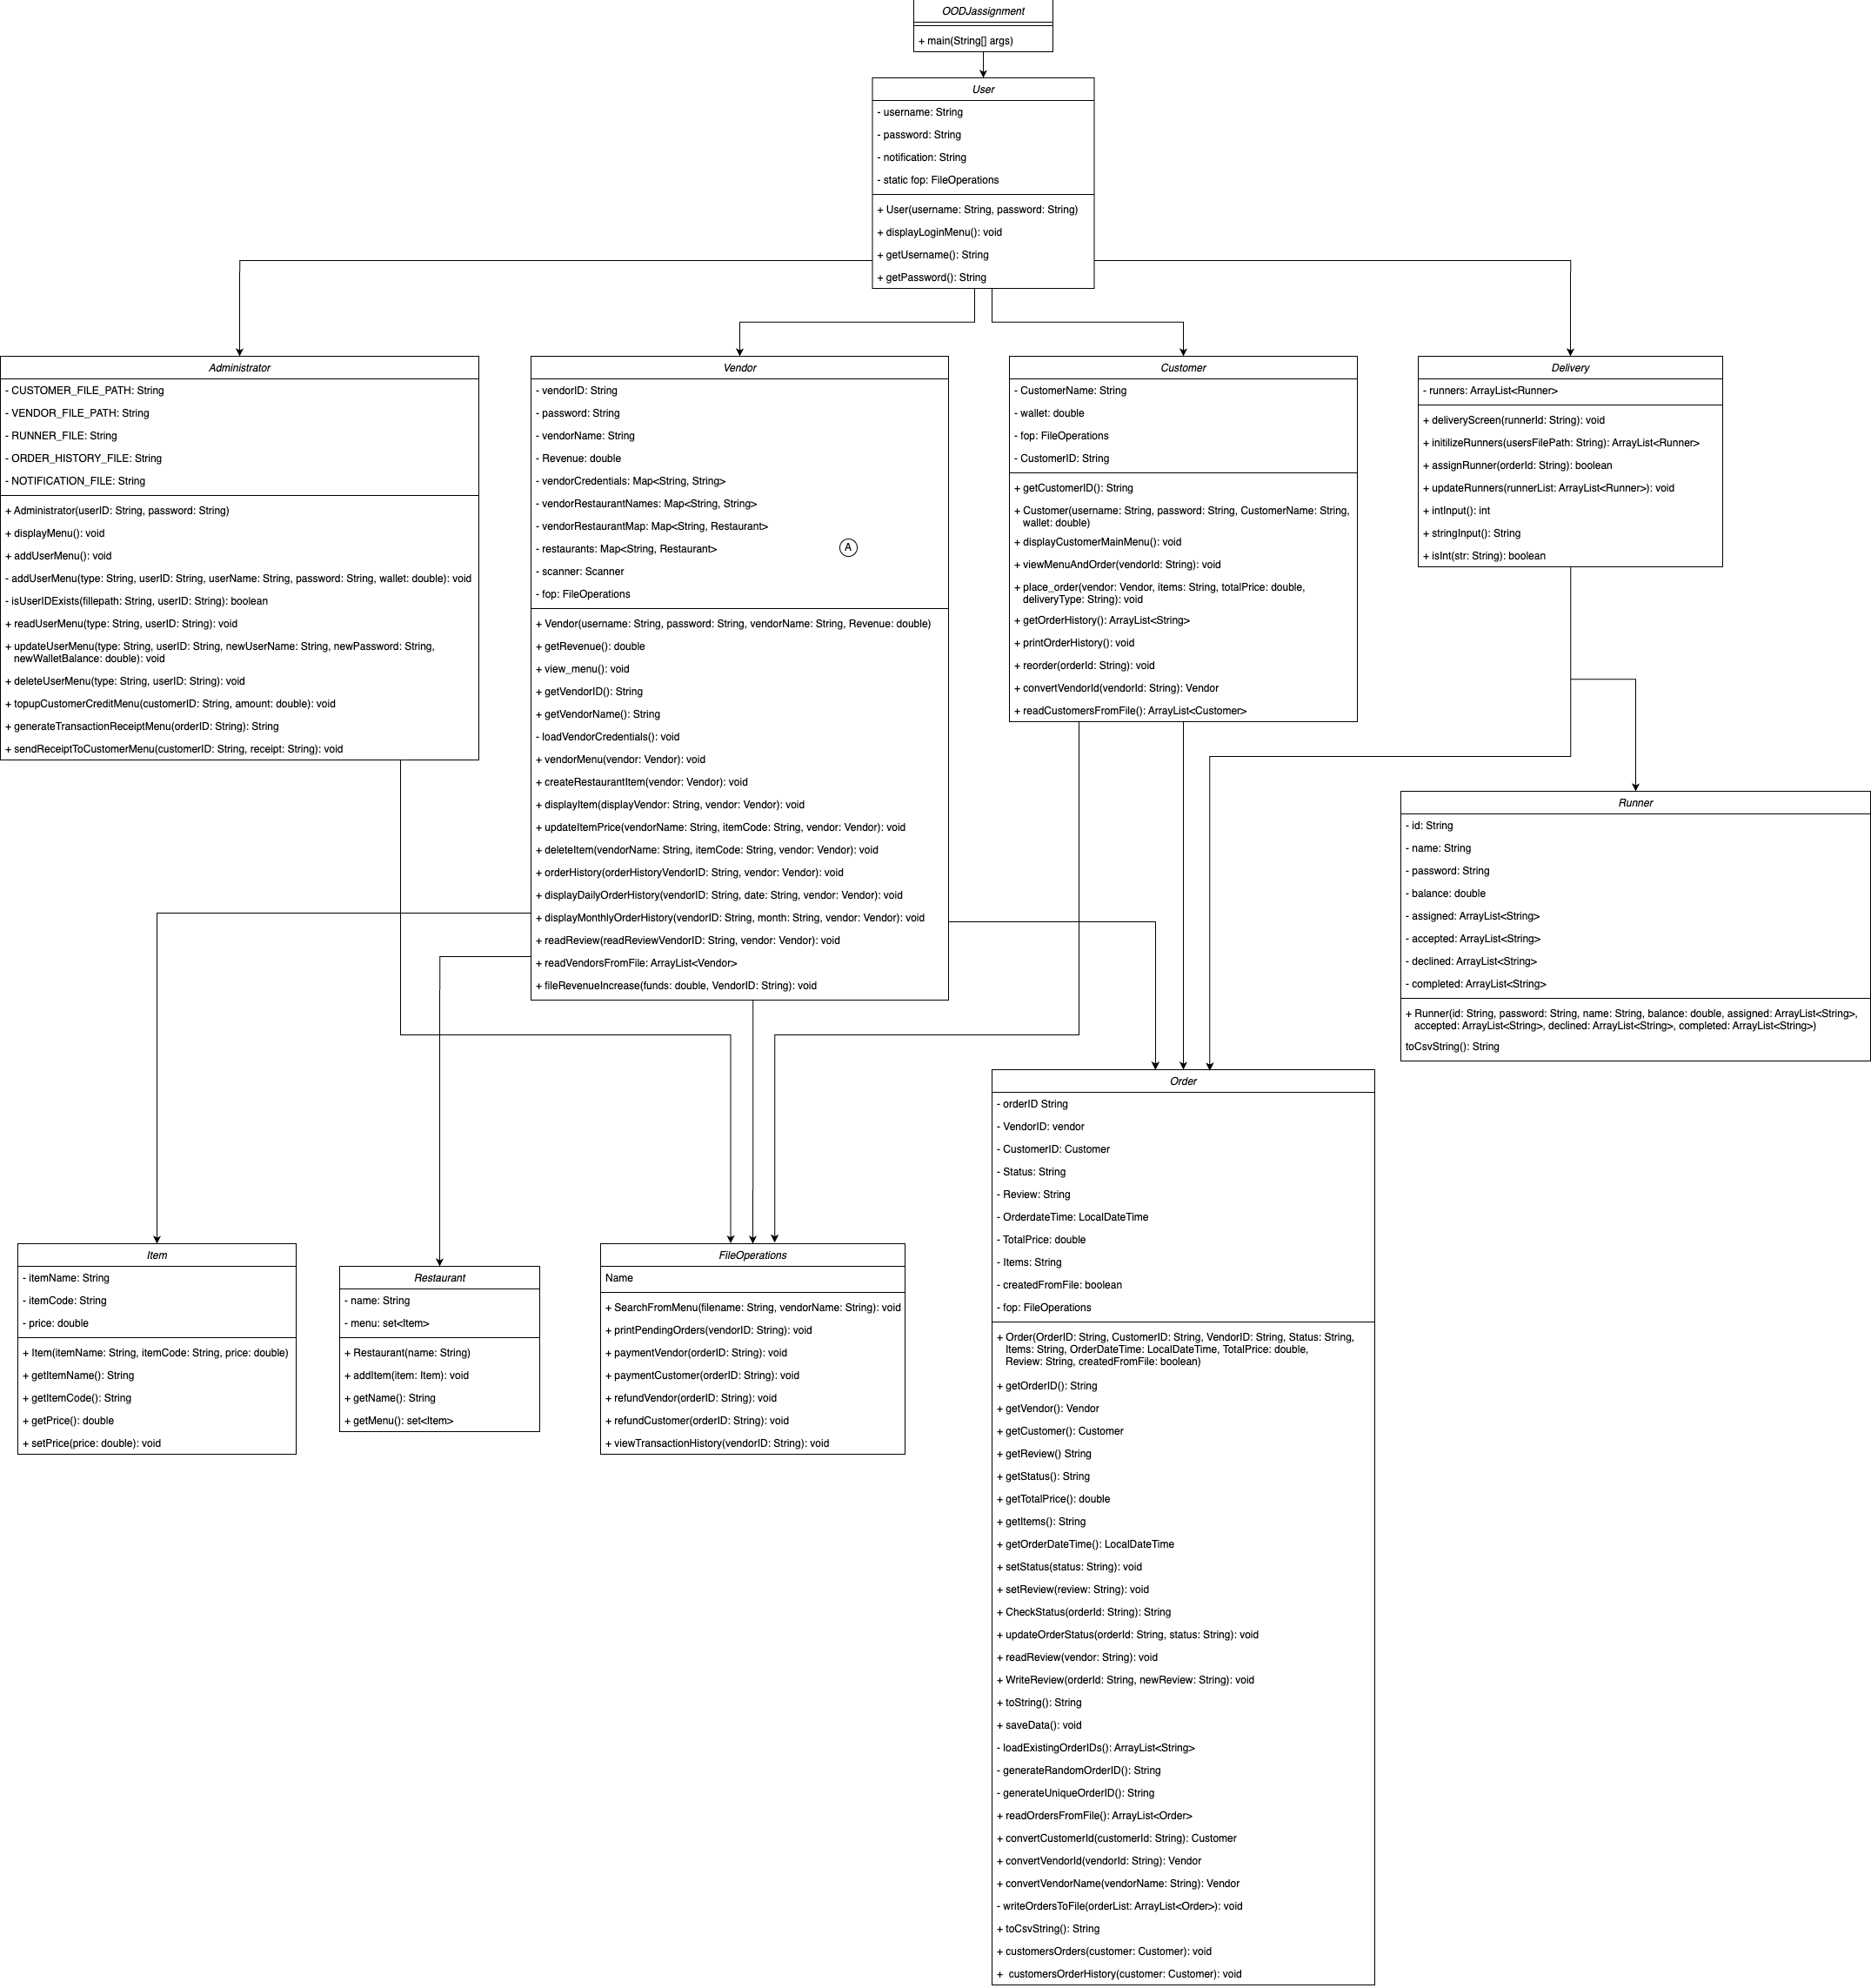 OODJassignment
+ main(String[] args)
User
- username: String
- password: String
- notification: String
- static fop: FileOperations
+ User(username: String, password: String)
+ displayLoginMenu(): void
+ getUsername(): String
+ getPassword(): String
Administrator
- CUSTOMER_FILE_PATH: String
- VENDOR_FILE_PATH: String
- RUNNER_FILE: String
- ORDER_HISTORY_FILE: String
- NOTIFICATION_FILE: String
+ Administrator(userID: String, password: String)
+ displayMenu(): void
+ addUserMenu(): void
- addUserMenu(type: String, userID: String, userName: String, password: String, wallet: double): void
- isUserIDExists(fillepath: String, userID: String): boolean
+ readUserMenu(type: String, userID: String): void
+ updateUserMenu(type: String, userID: String, newUserName: String, newPassword: String,
newWalletBalance: double): void
+ deleteUserMenu(type: String, userID: String): void
+ topupCustomerCreditMenu(customerID: String, amount: double): void
+ generateTransactionReceiptMenu(orderID: String): String
+ sendReceiptToCustomerMenu(customerID: String, receipt: String): void
Vendor
- vendorID: String
- password: String
- vendorName: String
- Revenue: double
- vendorCredentials: Map<String, String>
- vendorRestaurantNames: Map<String, String>
- vendorRestaurantMap: Map<String, Restaurant>
- restaurants: Map<String, Restaurant>
A
- scanner: Scanner
- fop: FileOperations
+ Vendor(username: String, password: String, vendorName: String, Revenue: double)
+ getRevenue(): double
+ view_menu(): void
+ getVendorID(): String
+ getVendorName(): String
- loadVendorCredentials(): void
+ vendorMenu(vendor: Vendor): void
+ createRestaurantItem(vendor: Vendor): void
+ displayItem(displayVendor: String, vendor: Vendor): void
+ updateItemPrice(vendorName: String, itemCode: String, vendor: Vendor): void
+ deleteItem(vendorName: String, itemCode: String, vendor: Vendor): void
+ orderHistory(orderHistoryVendorID: String, vendor: Vendor): void
+ displayDailyOrderHistory(vendorID: String, date: String, vendor: Vendor): void
+ displayMonthlyOrderHistory(vendorID: String, month: String, vendor: Vendor): void
+ readReview(readReviewVendorID: String, vendor: Vendor): void
+ readVendorsFromFile: ArrayList<Vendor>
+ fileRevenueIncrease(funds: double, VendorID: String): void
Customer
- CustomerName: String
- wallet: double
- fop: FileOperations
- CustomerID: String
+ getCustomerID(): String
+ Customer(username: String, password: String, CustomerName: String,
wallet: double)
+ displayCustomerMainMenu(): void
+ viewMenuAndOrder(vendorId: String): void
+ place_order(vendor: Vendor, items: String, totalPrice: double,
deliveryType: String): void
+ getOrderHistory(): ArrayList<String>
+ printOrderHistory(): void
+ reorder(orderId: String): void
+ convertVendorId(vendorId: String): Vendor
+ readCustomersFromFile(): ArrayList<Customer>
Delivery
- runners: ArrayList<Runner>
+ deliveryScreen(runnerId: String): void
+ initilizeRunners(usersFilePath: String): ArrayList<Runner>
+ assignRunner(orderId: String): boolean
+ updateRunners(runnerList: ArrayList<Runner>): void
+ intInput(): int
+ stringInput(): String
+ isInt(str: String): boolean
Runner
- id: String
- name: String
- password: String
- balance: double
- assigned: ArrayList<String>
- accepted: ArrayList<String>
- declined: ArrayList<String>
- completed: ArrayList<String>
+ Runner(id: String, password: String, name: String, balance: double, assigned: ArrayList<String>,
accepted: ArrayList<String>, declined: ArrayList<String>, completed: ArrayList<String>)
toCsvString(): String
Item
- itemName: String
- itemCode: String
- price: double
+ Item(itemName: String, itemCode: String, price: double)
+ getItemName(): String
+ getItemCode(): String
+ getPrice(): double
+ setPrice(price: double): void
Restaurant
- name: String
- menu: set<Item>
+ Restaurant(name: String)
+ addItem(item: Item): void
+ getName(): String
+ getMenu(): set<Item>
FileOperations
Name
+ SearchFromMenu(filename: String, vendorName: String): void
+ printPendingOrders(vendorID: String): void
+ paymentVendor(orderID: String): void
+ paymentCustomer(orderID: String): void
+ refundVendor(orderID: String): void
+ refundCustomer(orderID: String): void
+ viewTransactionHistory(vendorID: String): void
Order
- orderID String
- VendorID: vendor
- CustomerID: Customer
- Status: String
- Review: String
- OrderdateTime: LocalDateTime
- TotalPrice: double
- Items: String
- createdFromFile: boolean
- fop: FileOperations
+ Order(OrderID: String, CustomerID: String, VendorID: String, Status: String,
Items: String, OrderDateTime: LocalDateTime, TotalPrice: double,
Review: String, createdFromFile: boolean)
+ getOrderID(): String
+ getVendor(): Vendor
+ getCustomer(): Customer
+ getReview() String
+ getStatus(): String
+ getTotalPrice(): double
+ getItems(): String
+ getOrderDateTime(): LocalDateTime
+ setStatus(status: String): void
+ setReview(review: String): void
+ CheckStatus(orderId: String): String
+ updateOrderStatus(orderId: String, status: String): void
+ readReview(vendor: String): void
+ WriteReview(orderId: String, newReview: String): void
+ toString(): String
+ saveData(): void
- loadExistingOrderIDs(): ArrayList<String>
- generateRandomOrderID(): String
- generateUniqueOrderID(): String
+ readOrdersFromFile(): ArrayList<Order>
+ convertCustomerId(customerId: String): Customer
+ convertVendorId(vendorId: String): Vendor
+ convertVendorName(vendorName: String): Vendor
- writeOrdersToFile(orderList: ArrayList<Order>): void
+ toCsvString(): String
+ customersOrders(customer: Customer): void
+ customersOrderHistory(customer: Customer): void